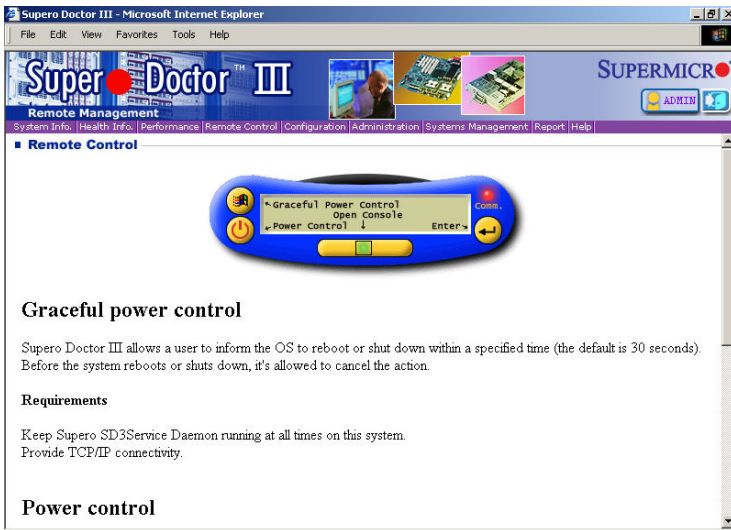 Supero Doctor III - Microsoft Internet Explorer
File Edit View Favorites Tools Help
Super Doctor TM III
SUPERMICR
Remote Management
ADMIN
System Info. Health Info. Performance Remote Control Configuration Administration Systems Management Report Help
Remote Control
Graceful Power Control
Open Console
Power Control ↓ Enter
Comm.
Graceful power control
Supero Doctor III allows a user to inform the OS to reboot or shut down within a specified time (the default is 30 seconds).
Before the system reboots or shuts down, it's allowed to cancel the action.
Requirements
Keep Supero SD3Service Daemon running at all times on this system.
Provide TCP/IP connectivity.
Power control